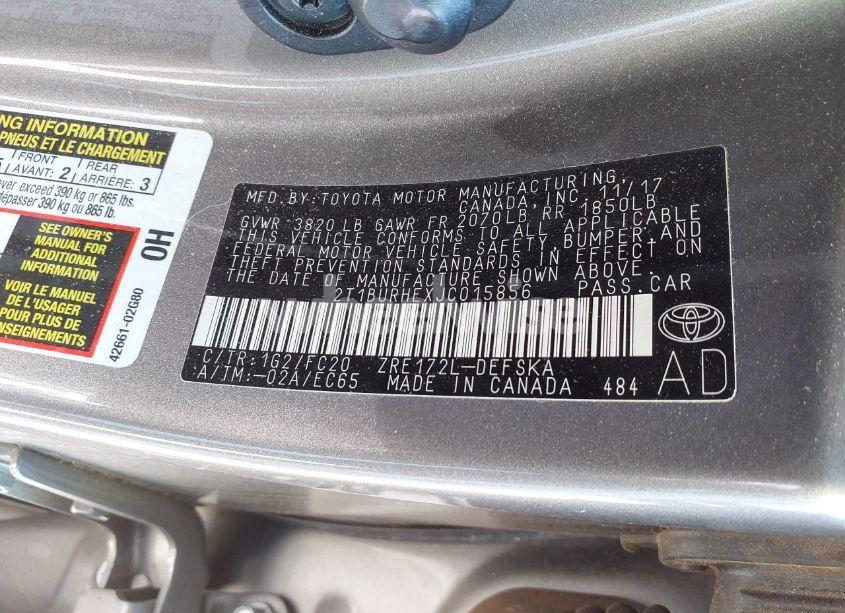 NG INFORMATION
PNEUS ET LE CHARGEMENT
FRONT
AVANT: 2
REAR
ARRIÈRE: 3
ver exceed 390 kg or 865 lbs.
dépasser 390 kg ou 865 lb.
SEE OWNER'S
MANUAL FOR
ADDITIONAL
INFORMATION
VOIR LE MANUEL
DE L'USAGER
POUR PLUS DE
RENSEIGNEMENTS
OH
42661-02G80
MFD.BY:TOYOTA MOTOR MANUFACTURING,
CANADA, INC. 11/17
GVWR 3820 LB GAWR FR 2070LB RR 1850LB
THIS VEHICLE CONFORMS TO ALL APPLICABLE
FEDERAL MOTOR VEHICLE SAFETY, BUMPER, AND
THEFT PREVENTION STANDARDS IN EFFECT ON
THE DATE OF MANUFACTURE SHOWN ABOVE.
2T1BURHEXJC015856 PASS.CAR
C/TR:1G2/FC20 ZRE172L-DEFSKA
A/TM:-02A/EC65 MADE IN CANADA 484
AD